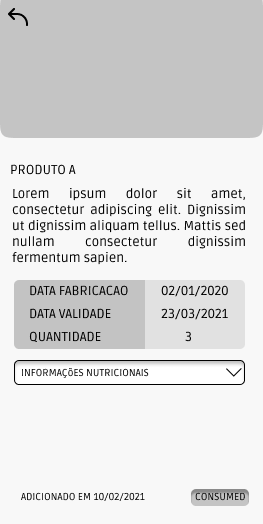 PRODUTO A
Lorem ipsum dolor sit amet,
consectetur adipiscing elit. Dignissim
ut dignissim aliquam tellus. Mattis sed
nullam consectetur dignissim
fermentum sapien.
DATA FABRICACAO 02/01/2020
DATA VALIDADE 23/03/2021
QUANTIDADE 3
INFORMAÇõES NUTRICIONAIS
ADICIONADO EM 10/02/2021 CONSUMED